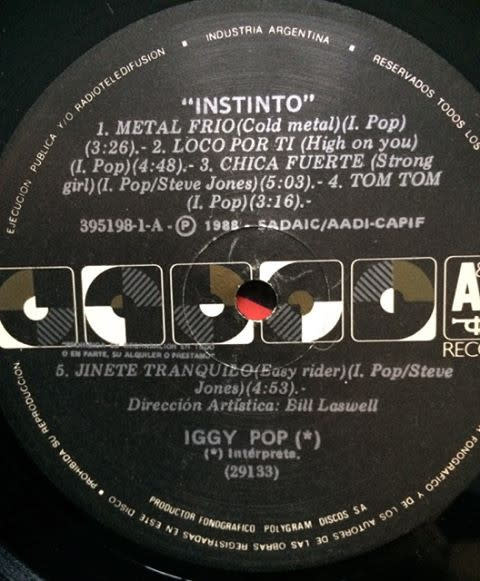 INDUSTRIA ARGENTINA
RESERVADOS TODOS LOS
FONOGRAFICO Y DE LOS AUTORES DE LAS OBRAS REGISTRADAS EN ESTE DISCO • PROHIBIDA SU REPRODUCCION
EJECUCION PUBLICA Y/O RADIOTELEDIFUSION
"INSTINTO"
1. METAL FRIO(Cold metal)(I. Pop)
(3:26).- 2. LOCO POR TI (High on you)
(I. Pop)(4:48).- 3. CHICA FUERTE (Strong
girl)(I. Pop/Steve Jones)(5:03).- 4. TOM TOM
(I. Pop)(3:16).-
395198-1-A - Ⓟ 1988 - SADAIC/AADI-CAPIF
A&
RECO
O EN PARTE, SU ALQUILER O PRESTAMO
5. JINETE TRANQUILO(Easy rider)(I. Pop/Steve
Jones)(4:53).-
Dirección Artística: Bill Laswell
IGGY POP (*)
(*) Intérprete.
(29133)
PRODUCTOR FONOGRAFICO POLYGRAM DISCOS S.A